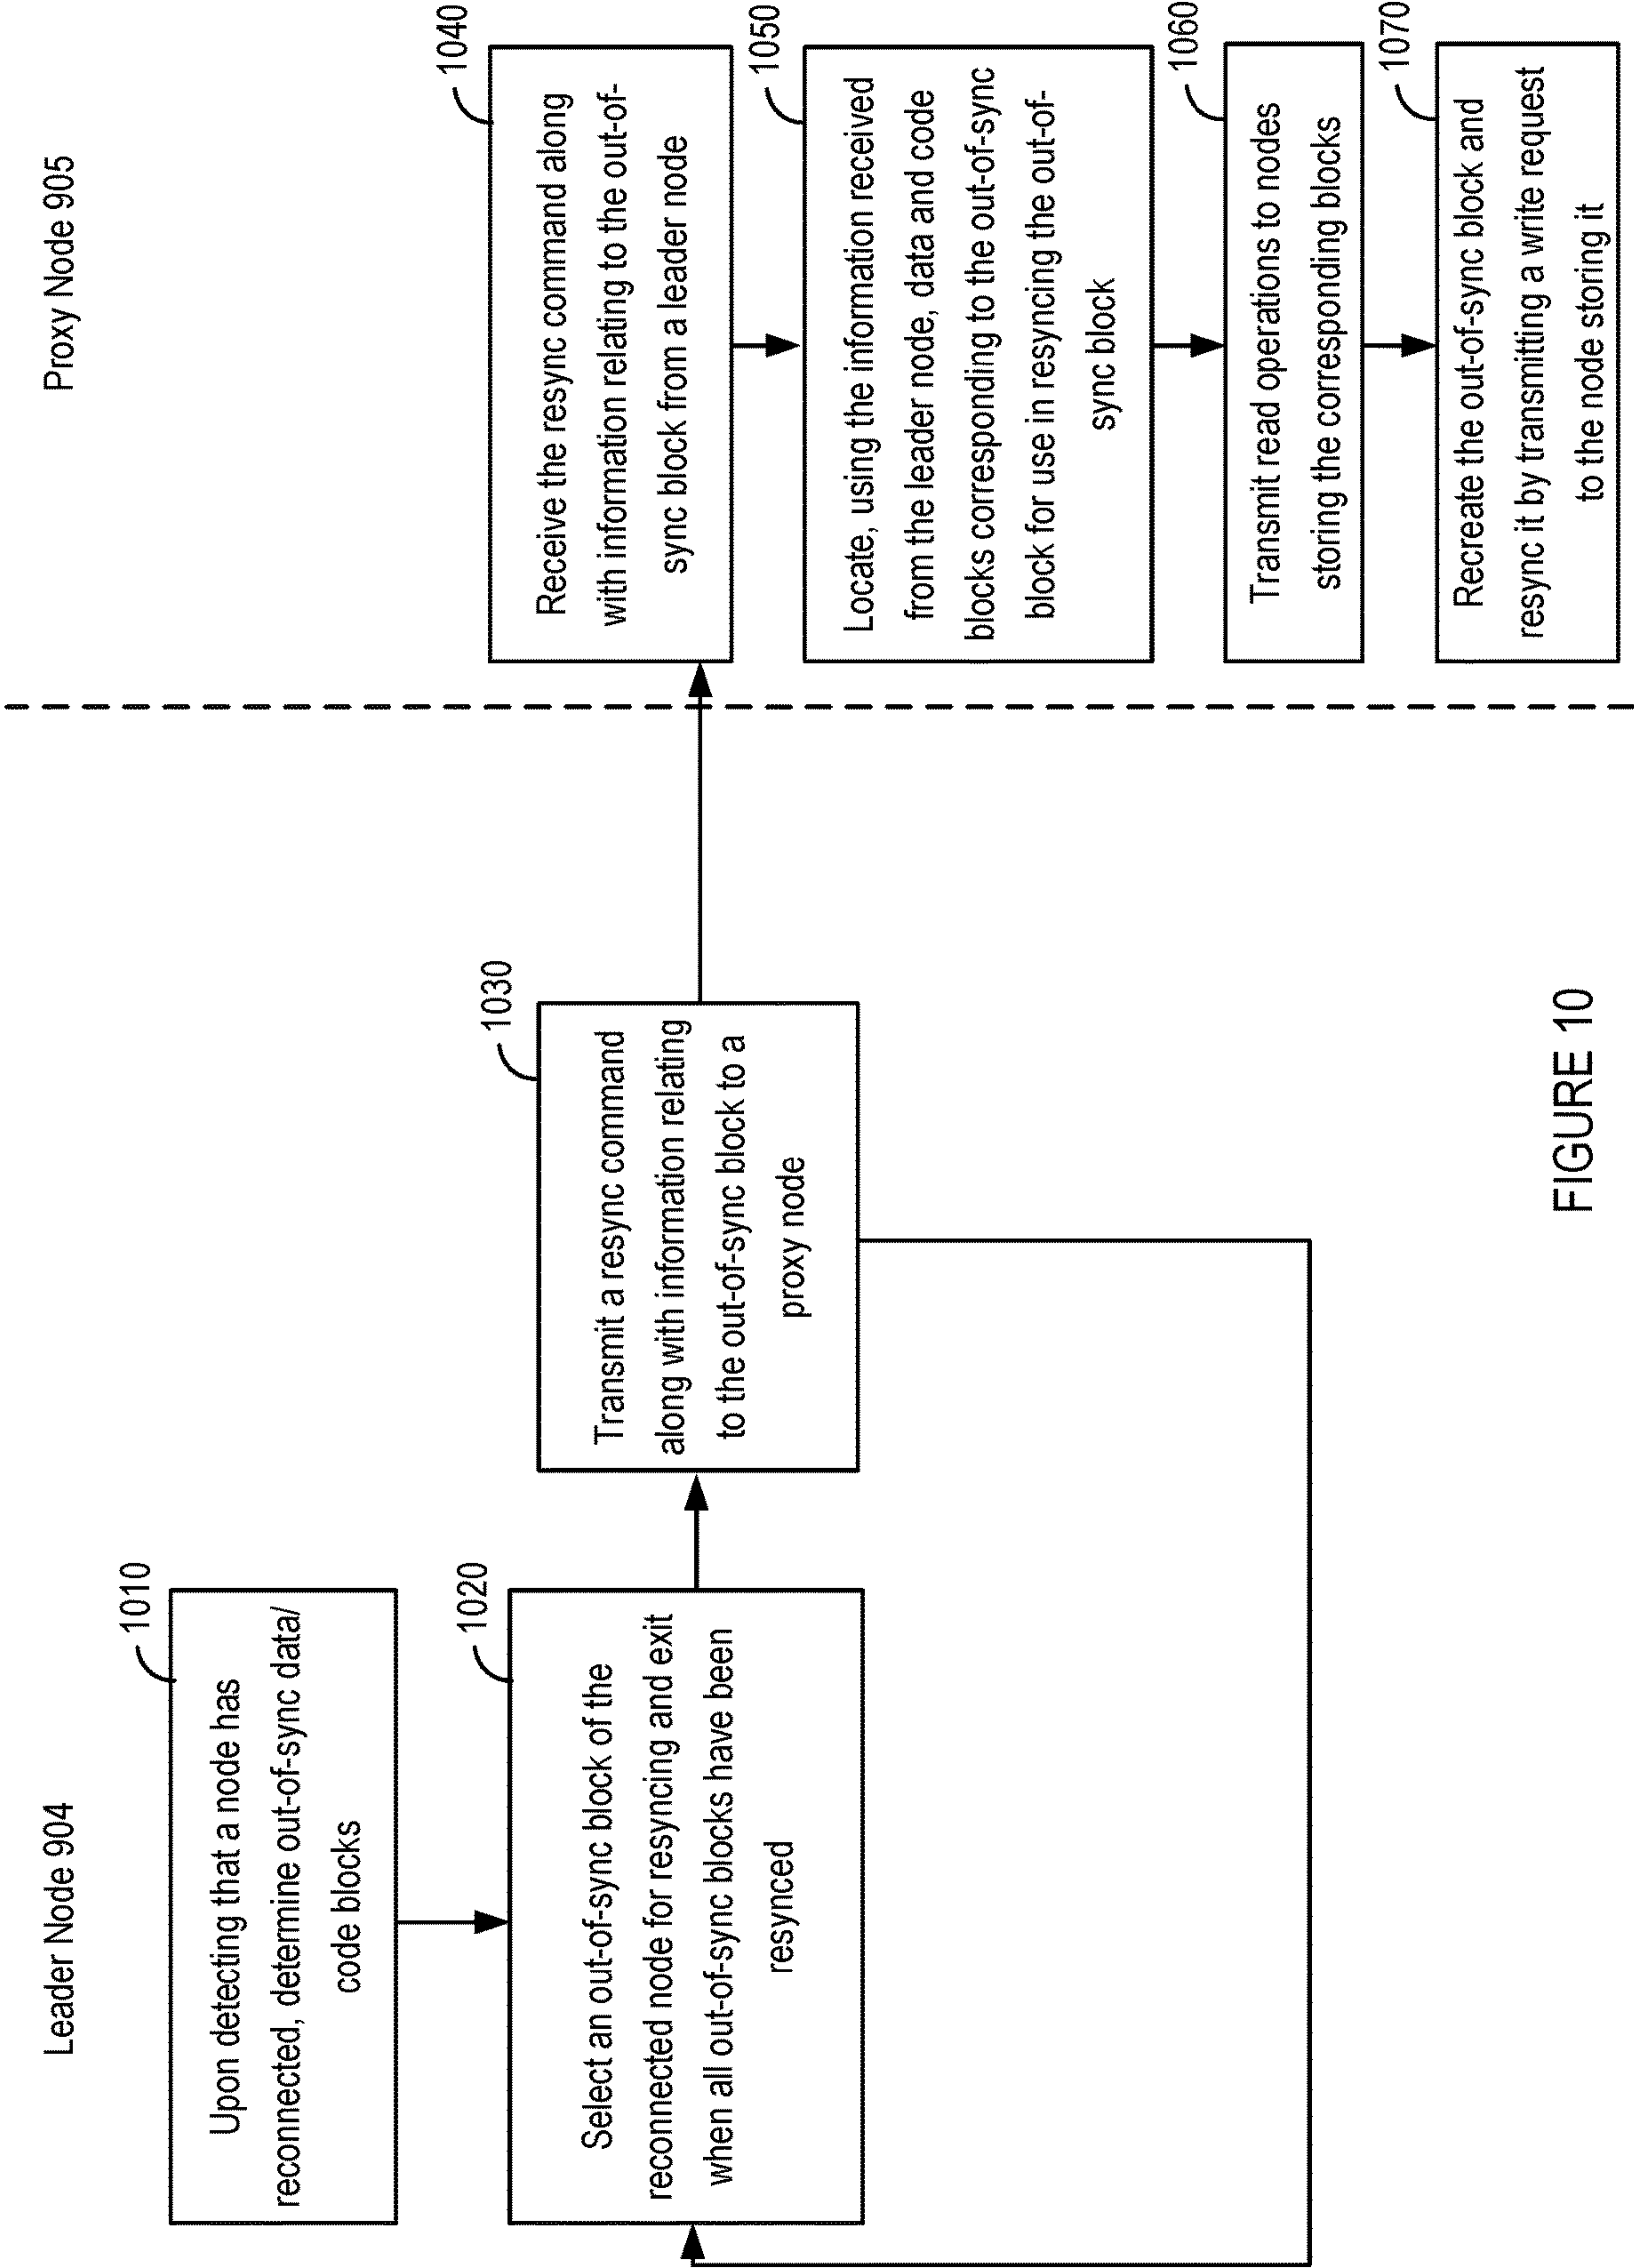 Leader Node 904
Proxy Node 905
1010
Upon detecting that a node has
reconnected, determine out-of-sync data/
code blocks
1020
Select an out-of-sync block of the
reconnected node for resyncing and exit
when all out-of-sync blocks have been
resynced
1030
Transmit a resync command
along with information relating
to the out-of-sync block to a
proxy node
1040
Receive the resync command along
with information relating to the out-of-
sync block from a leader node
1050
Locate, using the information received
from the leader node, data and code
blocks corresponding to the out-of-sync
block for use in resyncing the out-of-
sync block
1060
Transmit read operations to nodes
storing the corresponding blocks
1070
Recreate the out-of-sync block and
resync it by transmitting a write request
to the node storing it
FIGURE 10